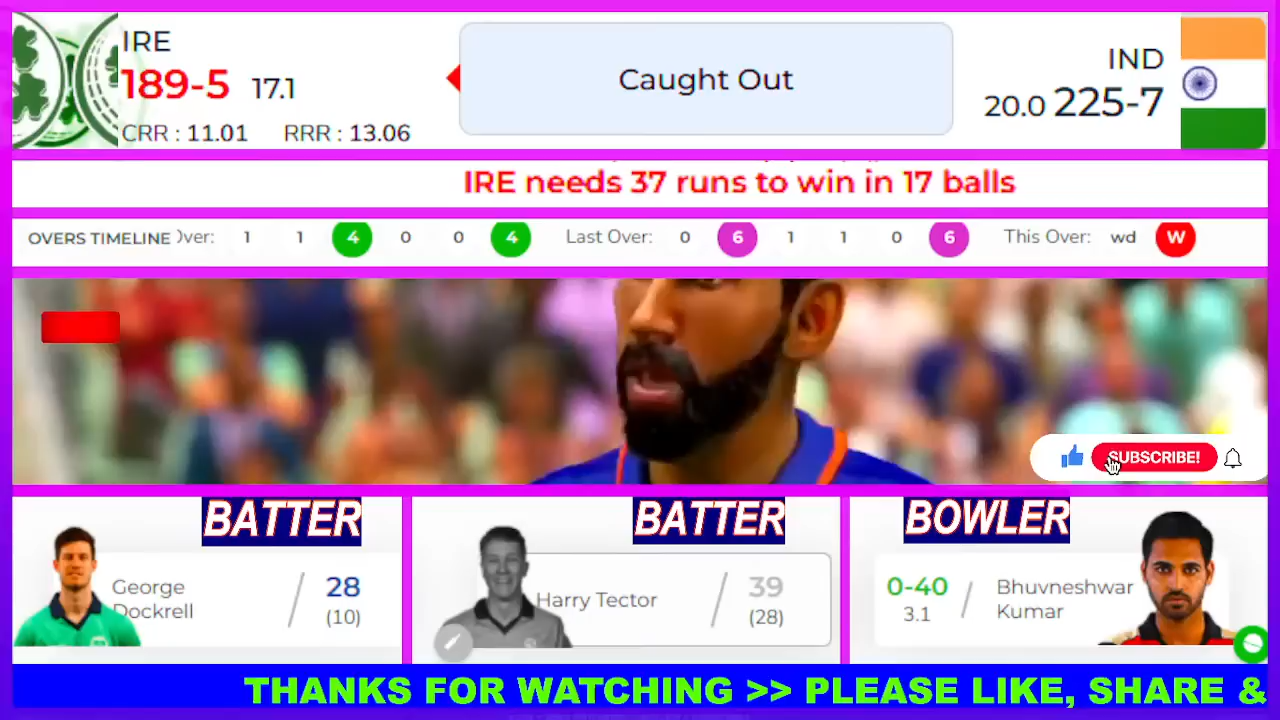 IRE
189-5 17.1
CRR : 11.01 RRR : 13.06
Caught Out
IND
20.0 225-7
IRE needs 37 runs to win in 17 balls
OVERS TIMELINE Over: 1 1 4 0 0 4 Last Over: 0 6 1 1 0 6 This Over: wd W
SUBSCRIBE!
BATTER
George Dockrell
28
(10)
BATTER
Harry Tector
39
(28)
BOWLER
0-40
3.1
Bhuvneshwar
Kumar
THANKS FOR WATCHING >> PLEASE LIKE, SHARE &